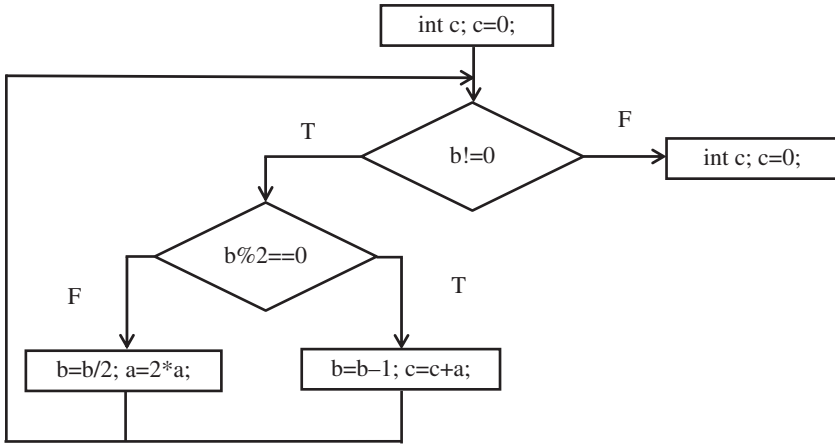 int c; c=0;
T
F
b!=0
int c; c=0;
b%2==0
F
T
b=b/2; a=2*a;
b=b–1; c=c+a;